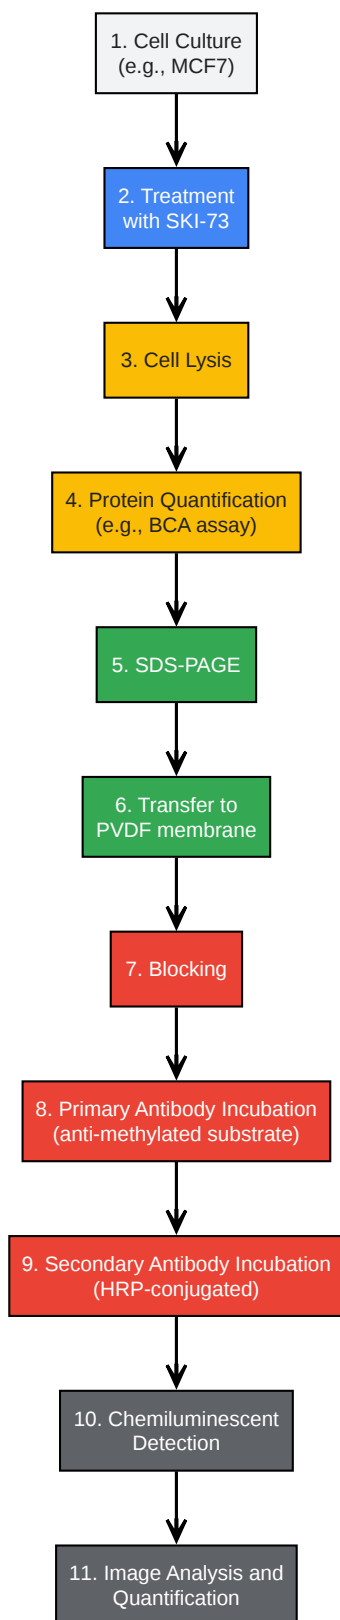 1. Cell Culture
(e.g., MCF7)
2. Treatment
with SKI-73
3. Cell Lysis
4. Protein Quantification
(e.g., BCA assay)
5. SDS-PAGE
6. Transfer to
PVDF membrane
7. Blocking
8. Primary Antibody Incubation
(anti-methylated substrate)
9. Secondary Antibody Incubation
(HRP-conjugated)
10. Chemiluminescent
Detection
11. Image Analysis and
Quantification